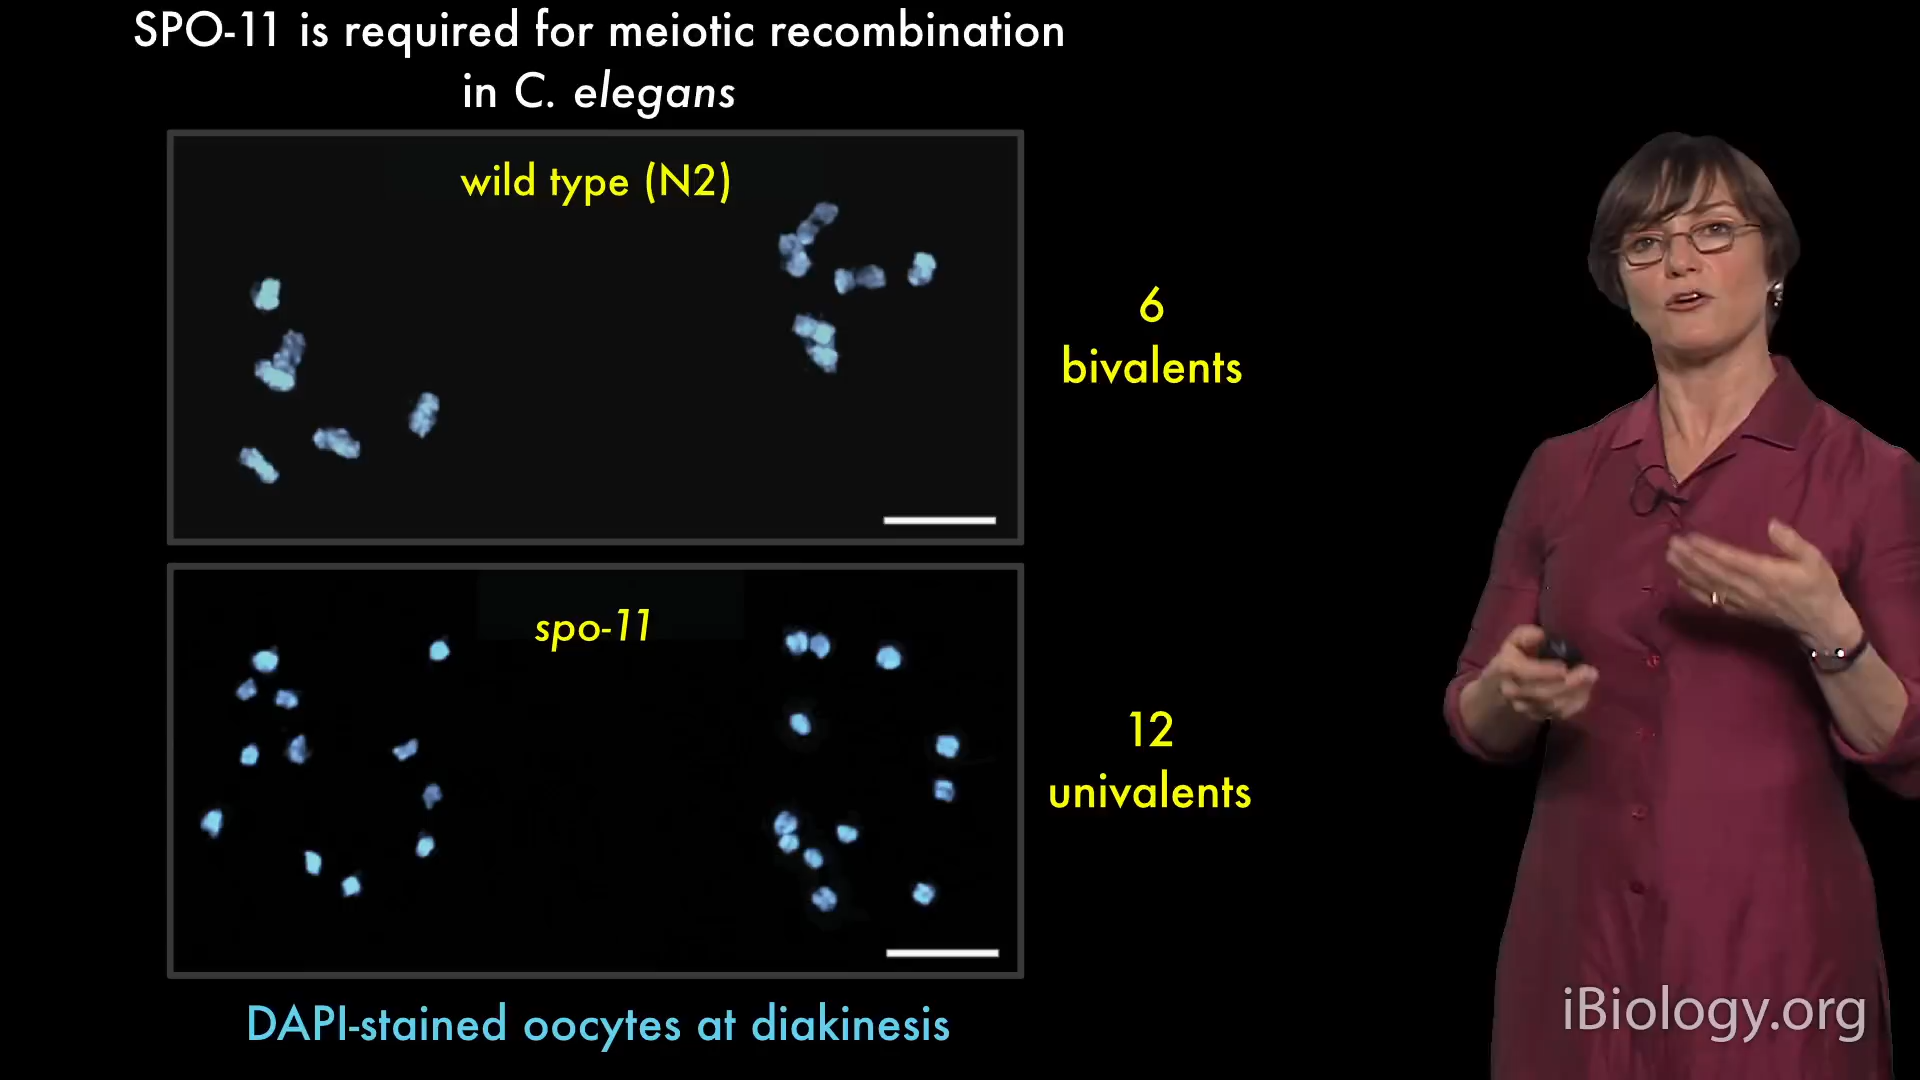 SPO-11 is required for meiotic recombination
in C. elegans
wild type (N2)
6
bivalents
spo-11
12
univalents
DAPI-stained oocytes at diakinesis
iBiology.org